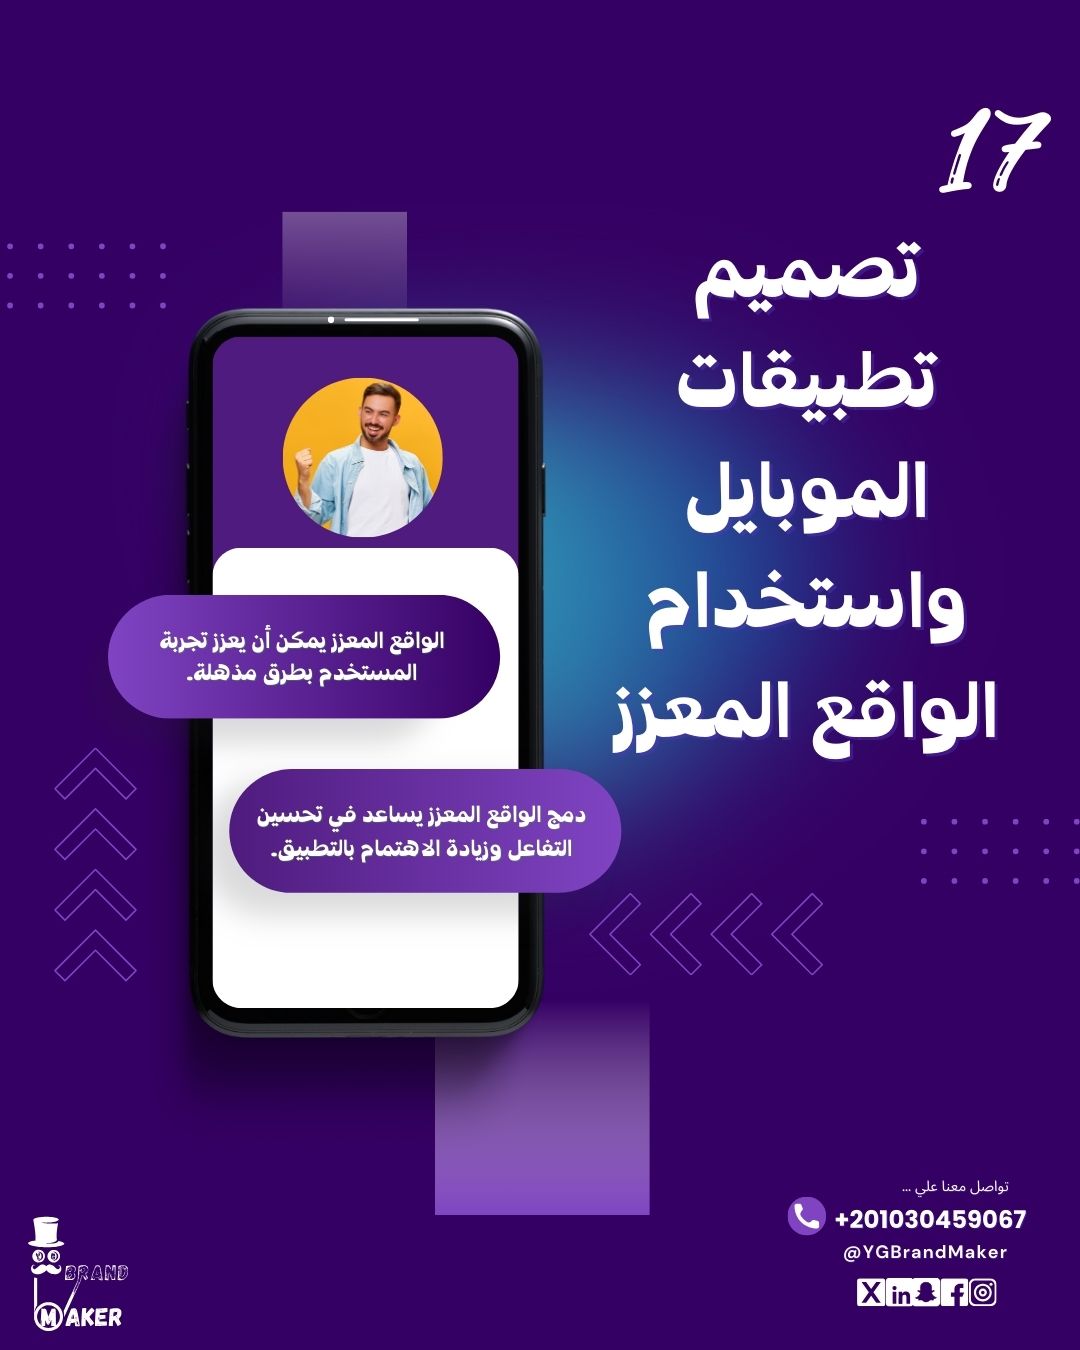 17
تصميم
تطبيقات
الموبايل
واستخدام
الواقع المعزز
الواقع المعزز يمكن أن يعزز تجربة
المستخدم بطرق مذهلة.
دمج الواقع المعزز يساعد في تحسين
التفاعل وزيادة الاهتمام بالتطبيق.
تواصل معنا علي ...
+201030459067
@YGBrandMaker
BRAND
MAKER